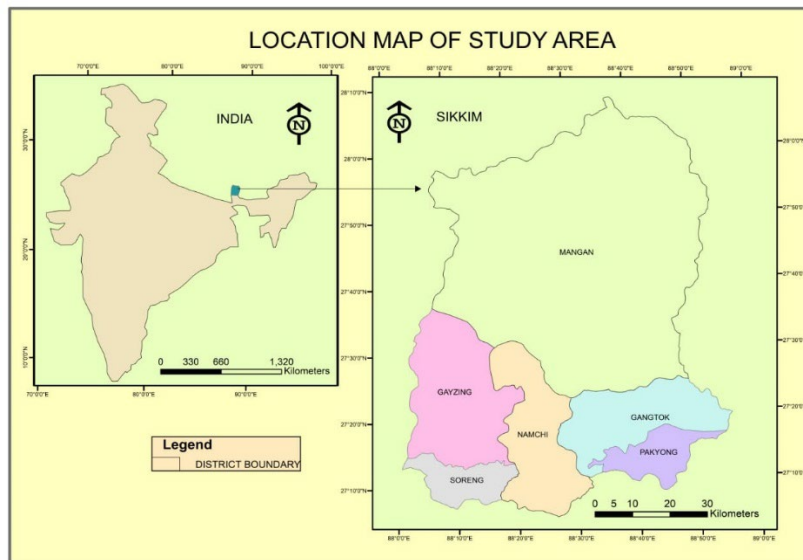 LOCATION MAP OF STUDY AREA
70°0'0"E 80°0'0"E 90°0'0"E 100°0'0"E
INDIA
N
30°0'0"N
20°0'0"N
10°0'0"N
0 330 660 1,320
Kilometers
70°0'0"E 80°0'0"E 90°0'0"E
Legend
DISTRICT BOUNDARY
88°0'0"E 88°10'0"E 88°20'0"E 88°30'0"E 88°40'0"E 88°50'0"E 89°0'0"E
N
SIKKIM
28°10'0"N
28°0'0"N
27°50'0"N
27°40'0"N
27°30'0"N
27°20'0"N
27°10'0"N
MANGAN
GAYZING
NAMCHI
GANGTOK
PAKYONG
SORENG
28°10'0"N
28°0'0"N
27°50'0"N
27°40'0"N
27°30'0"N
27°20'0"N
27°10'0"N
0 5 10 20 30
Kilometers
88°0'0"E 88°10'0"E 88°20'0"E 88°30'0"E 88°40'0"E 88°50'0"E 89°0'0"E